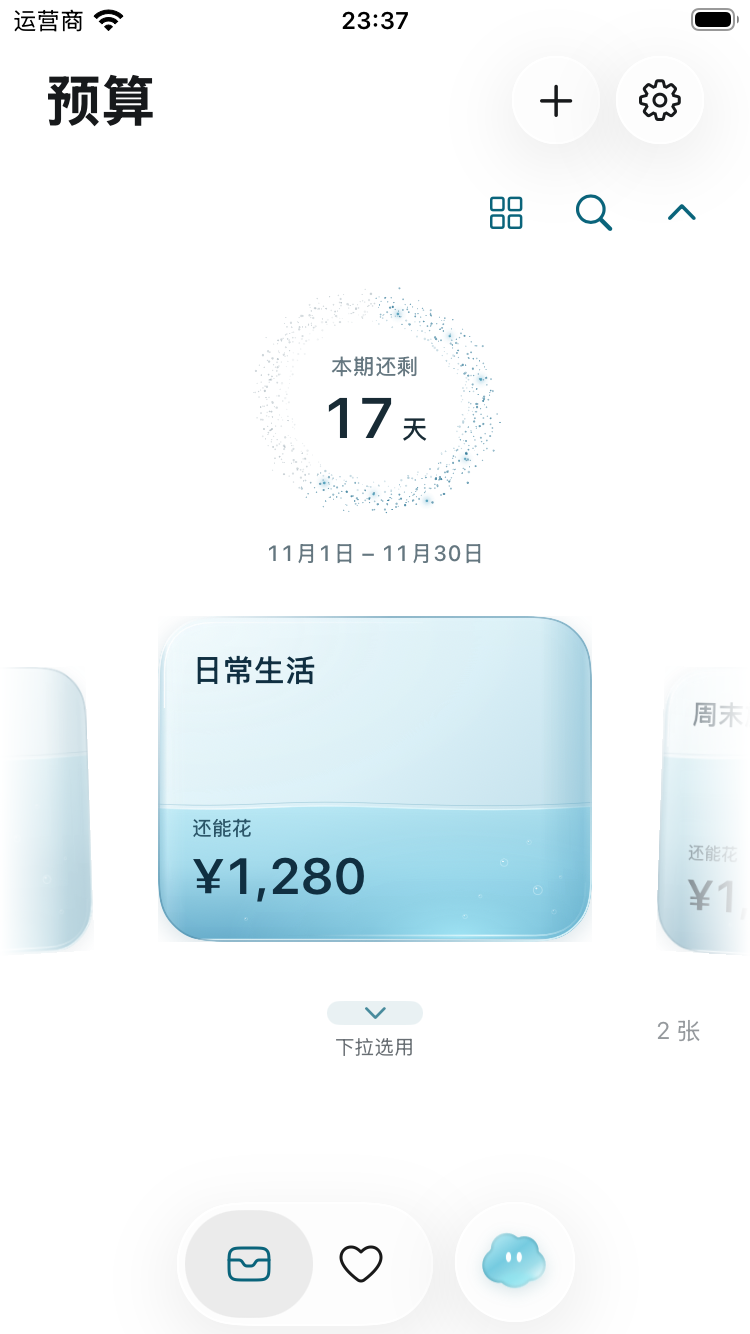 运营商
23:37
预算
本期还剩
17 天
11月1日 – 11月30日
日常生活
还能花
¥1,280
周末
还能花
¥1,
下拉选用
2 张